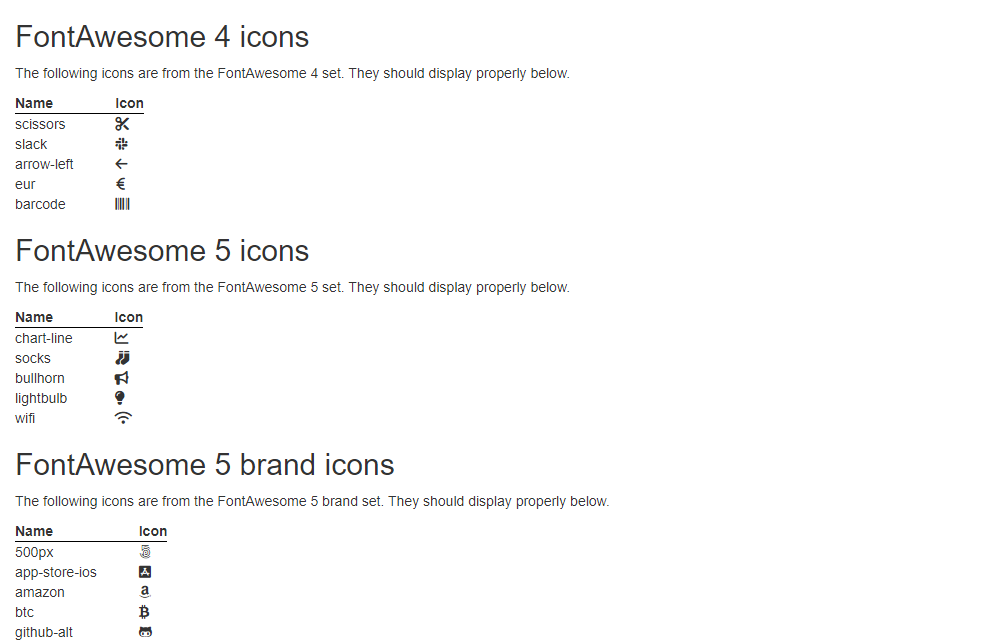 FontAwesome 4 icons
The following icons are from the FontAwesome 4 set. They should display properly below.
Name Icon
scissors
slack
arrow-left
eur
barcode
FontAwesome 5 icons
The following icons are from the FontAwesome 5 set. They should display properly below.
Name Icon
chart-line
socks
bullhorn
lightbulb
wifi
FontAwesome 5 brand icons
The following icons are from the FontAwesome 5 brand set. They should display properly below.
Name Icon
500px
app-store-ios
amazon
btc
github-alt